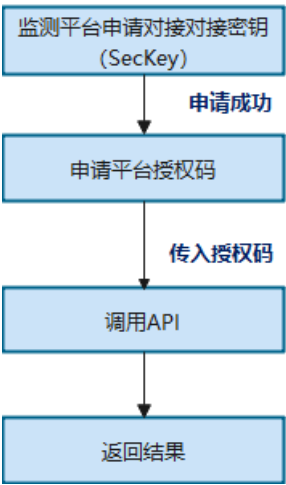 监测平台申请对接对接密钥
（SecKey）
申请成功
申请平台授权码
传入授权码
调用API
返回结果